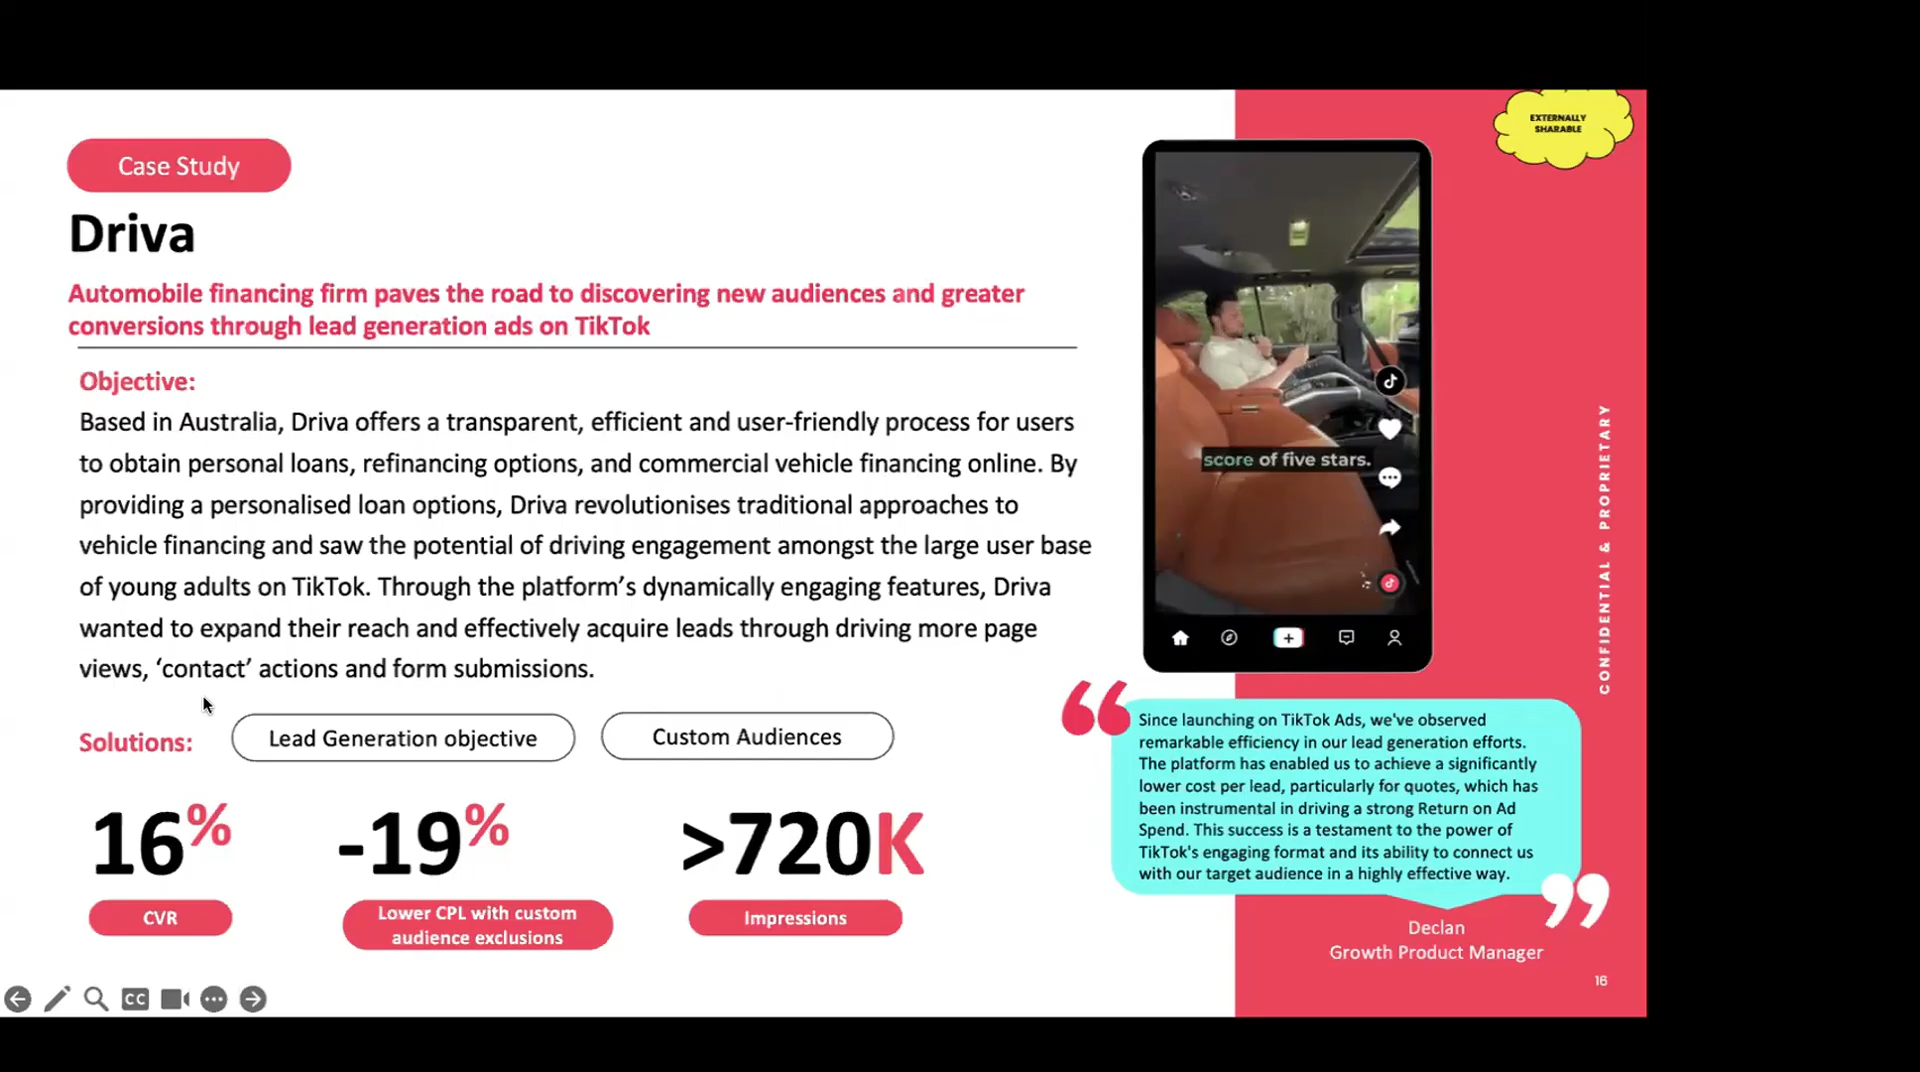 EXTERNALLY
SHARABLE
Case Study
Driva
Automobile financing firm paves the road to discovering new audiences and greater
conversions through lead generation ads on TikTok
Objective:
Based in Australia, Driva offers a transparent, efficient and user-friendly process for users
to obtain personal loans, refinancing options, and commercial vehicle financing online. By
providing a personalised loan options, Driva revolutionises traditional approaches to
vehicle financing and saw the potential of driving engagement amongst the large user base
of young adults on TikTok. Through the platform’s dynamically engaging features, Driva
wanted to expand their reach and effectively acquire leads through driving more page
views, ‘contact’ actions and form submissions.
Solutions:
Lead Generation objective
Custom Audiences
16%
CVR
-19%
Lower CPL with custom
audience exclusions
>720K
Impressions
score of five stars.
CONFIDENTIAL & PROPRIETARY
“
Since launching on TikTok Ads, we've observed
remarkable efficiency in our lead generation efforts.
The platform has enabled us to achieve a significantly
lower cost per lead, particularly for quotes, which has
been instrumental in driving a strong Return on Ad
Spend. This success is a testament to the power of
TikTok's engaging format and its ability to connect us
with our target audience in a highly effective way.
”
Declan
Growth Product Manager
16
CC